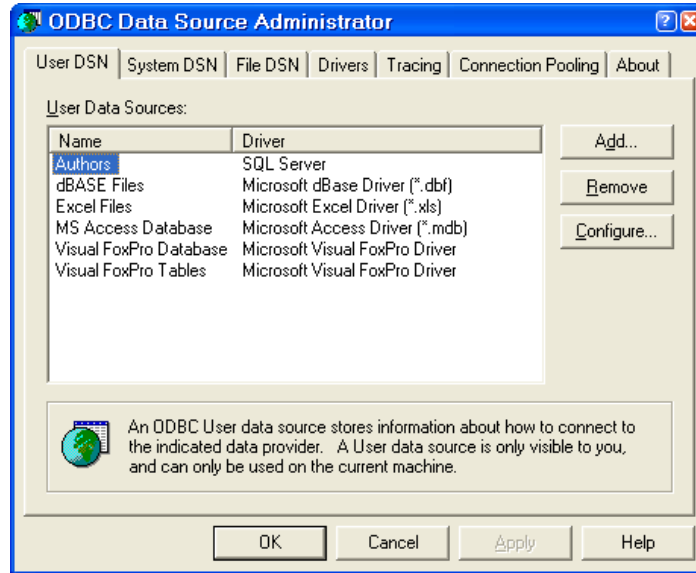 ODBC Data Source Administrator
User DSN System DSN File DSN Drivers Tracing Connection Pooling About
User Data Sources:
Name Driver
Authors SQL Server
dBASE Files Microsoft dBase Driver (*.dbf)
Excel Files Microsoft Excel Driver (*.xls)
MS Access Database Microsoft Access Driver (*.mdb)
Visual FoxPro Database Microsoft Visual FoxPro Driver
Visual FoxPro Tables Microsoft Visual FoxPro Driver
Add...
Remove
Configure...
An ODBC User data source stores information about how to connect to
the indicated data provider. A User data source is only visible to you,
and can only be used on the current machine.
OK Cancel Apply Help